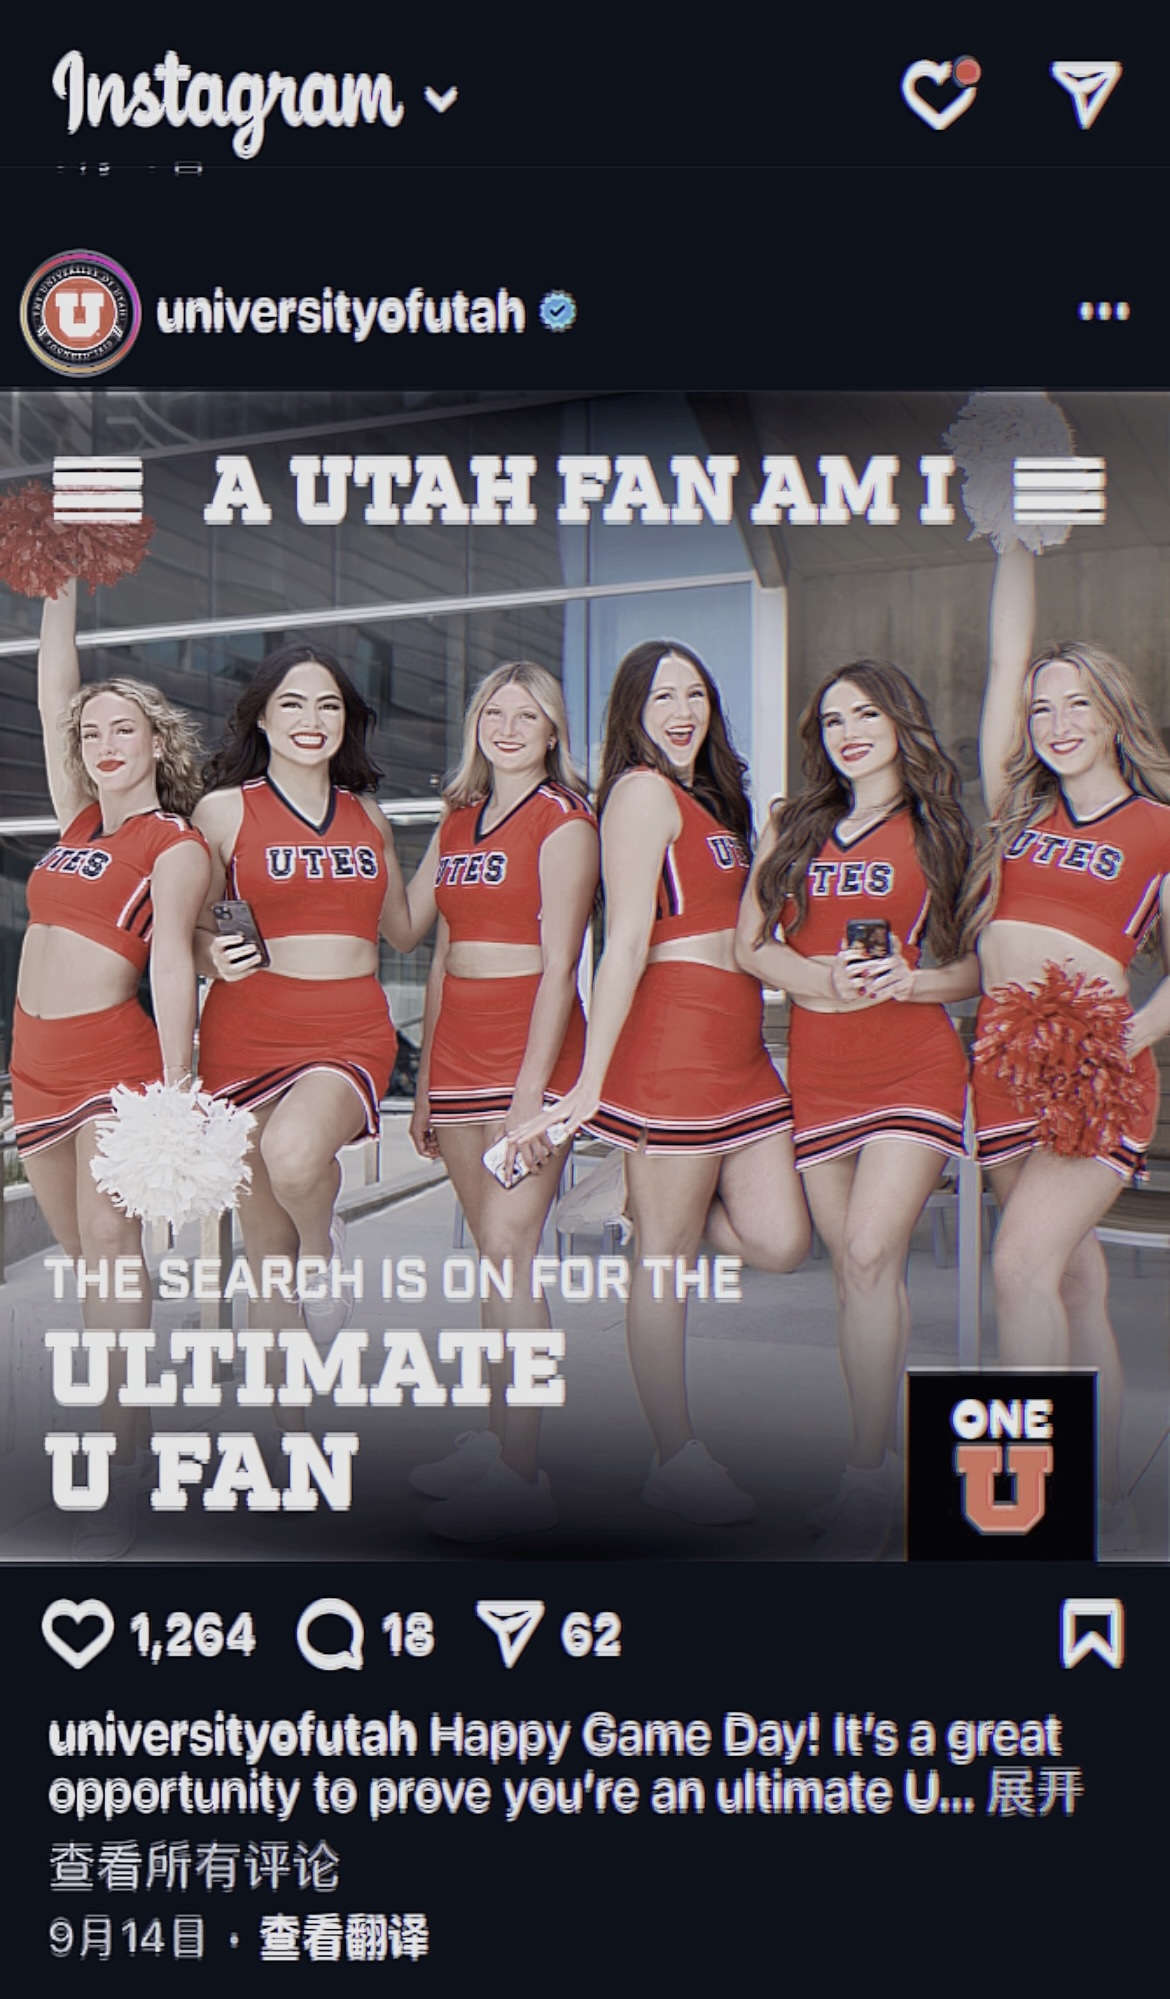 Instagram
universityofutah
A UTAH FAN AM I
UTES
UTES
UTES
UT
TES
UTES
THE SEARCH IS ON FOR THE
ULTIMATE
U FAN
ONE
U
1,264 18 62
universityofutah Happy Game Day! It's a great
opportunity to prove you're an ultimate U... 展开
查看所有评论
9月14日 · 查看翻译